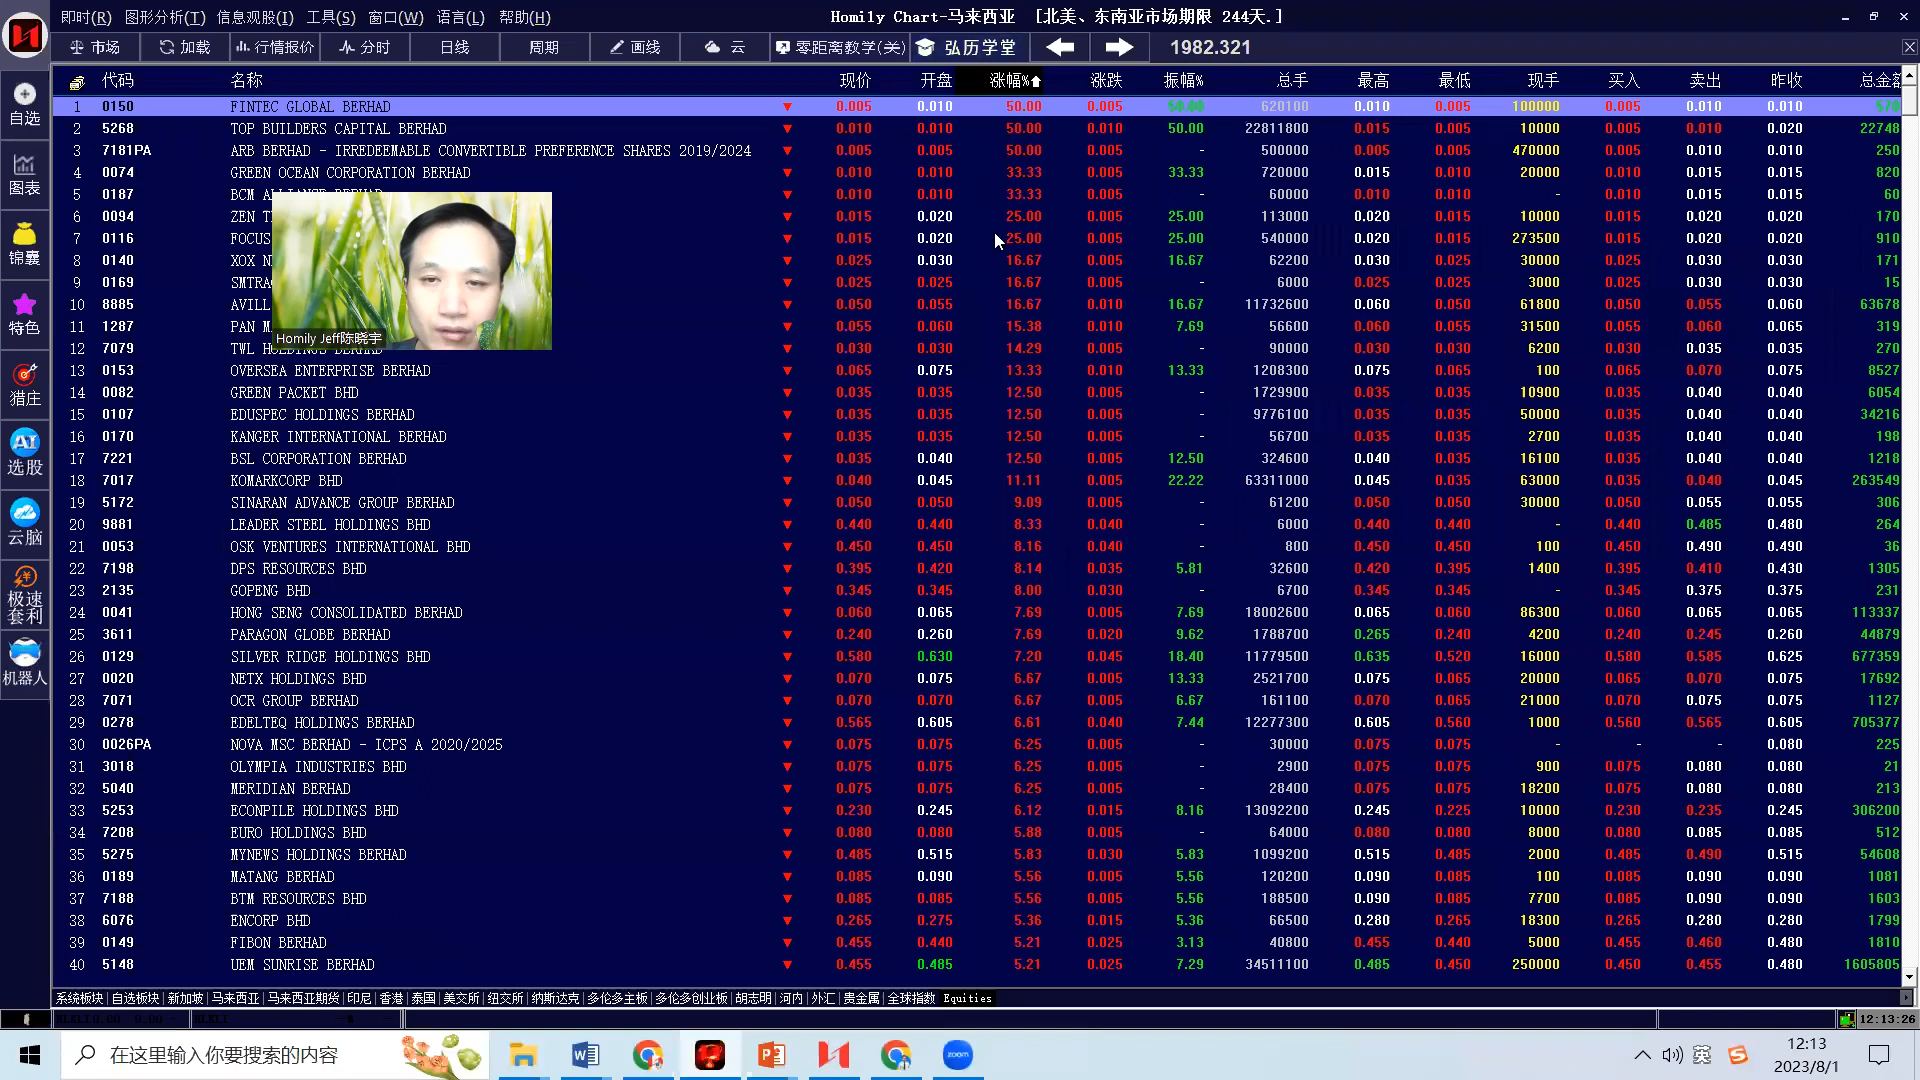 即时(R) 图形分析(T) 信息观股(I) 工具(S) 窗口(W) 语言(L) 帮助(H) Homily Chart-马来西亚 [北美、东南亚市场期限 244天.]
市场 加载 行情报价 分时 日线 周期 画线 云 零距离教学(关) 弘历学堂 1982.321
代码 名称 现价 开盘 涨幅% 涨跌 振幅% 总手 最高 最低 现手 买入 卖出 昨收 总金额
1 0150 FINTEC GLOBAL BERHAD 0.005 0.010 50.00 0.005 50.00 620100 0.010 0.005 100000 0.005 0.010 0.010 570
2 5268 TOP BUILDERS CAPITAL BERHAD 0.010 0.010 50.00 0.010 50.00 22811800 0.015 0.005 10000 0.005 0.010 0.020 22748
3 7181PA ARB BERHAD - IRREDEEMABLE CONVERTIBLE PREFERENCE SHARES 2019/2024 0.005 0.005 50.00 0.005 - 500000 0.005 0.005 470000 0.005 0.010 0.010 250
4 0074 GREEN OCEAN CORPORATION BERHAD 0.010 0.010 33.33 0.005 33.33 720000 0.015 0.010 20000 0.010 0.015 0.015 820
5 0187 BCM ALLIANCE BERHAD 0.010 0.010 33.33 0.005 - 60000 0.010 0.010 - 0.010 0.015 0.015 60
6 0094 ZEN T 0.015 0.020 25.00 0.005 25.00 113000 0.020 0.015 10000 0.015 0.020 0.020 170
7 0116 FOCUS 0.015 0.020 25.00 0.005 25.00 540000 0.020 0.015 273500 0.015 0.020 0.020 910
8 0140 XOX N 0.025 0.030 16.67 0.005 16.67 62200 0.030 0.025 30000 0.025 0.030 0.030 171
9 0169 SMTRA 0.025 0.025 16.67 0.005 - 6000 0.025 0.025 3000 0.025 0.030 0.030 15
10 8885 AVILL 0.050 0.055 16.67 0.010 16.67 11732600 0.060 0.050 61800 0.050 0.055 0.060 63678
11 1287 PAN M 0.055 0.060 15.38 0.010 7.69 56600 0.060 0.055 31500 0.055 0.060 0.065 319
12 7079 TWL HOLDINGS BERHAD 0.030 0.030 14.29 0.005 - 90000 0.030 0.030 6200 0.030 0.035 0.035 270
13 0153 OVERSEA ENTERPRISE BERHAD 0.065 0.075 13.33 0.010 13.33 1208300 0.075 0.065 100 0.065 0.070 0.075 8527
14 0082 GREEN PACKET BHD 0.035 0.035 12.50 0.005 - 1729900 0.035 0.035 10900 0.035 0.040 0.040 6054
15 0107 EDUSPEC HOLDINGS BERHAD 0.035 0.035 12.50 0.005 - 9776100 0.035 0.035 50000 0.035 0.040 0.040 34216
16 0170 KANGER INTERNATIONAL BERHAD 0.035 0.035 12.50 0.005 - 56700 0.035 0.035 2700 0.035 0.040 0.040 198
17 7221 BSL CORPORATION BERHAD 0.035 0.040 12.50 0.005 12.50 324600 0.040 0.035 16100 0.035 0.040 0.040 1218
18 7017 KOMARKCORP BHD 0.040 0.045 11.11 0.005 22.22 63311000 0.045 0.035 63000 0.035 0.040 0.045 263549
19 5172 SINARAN ADVANCE GROUP BERHAD 0.050 0.050 9.09 0.005 - 61200 0.050 0.050 30000 0.050 0.055 0.055 306
20 9881 LEADER STEEL HOLDINGS BHD 0.440 0.440 8.33 0.040 - 6000 0.440 0.440 - 0.440 0.485 0.480 264
21 0053 OSK VENTURES INTERNATIONAL BHD 0.450 0.450 8.16 0.040 - 800 0.450 0.450 100 0.450 0.490 0.490 36
22 7198 DPS RESOURCES BHD 0.395 0.420 8.14 0.035 5.81 32600 0.420 0.395 1400 0.395 0.410 0.430 1305
23 2135 GOPENG BHD 0.345 0.345 8.00 0.030 - 6700 0.345 0.345 - 0.345 0.375 0.375 231
24 0041 HONG SENG CONSOLIDATED BERHAD 0.060 0.065 7.69 0.005 7.69 18002600 0.065 0.060 86300 0.060 0.065 0.065 113337
25 3611 PARAGON GLOBE BERHAD 0.240 0.260 7.69 0.020 9.62 1788700 0.265 0.240 4200 0.240 0.245 0.260 44879
26 0129 SILVER RIDGE HOLDINGS BHD 0.580 0.630 7.20 0.045 18.40 11779500 0.635 0.520 16000 0.580 0.585 0.625 677359
27 0020 NETX HOLDINGS BHD 0.070 0.075 6.67 0.005 13.33 2521700 0.075 0.065 20000 0.065 0.070 0.075 17692
28 7071 OCR GROUP BERHAD 0.070 0.070 6.67 0.005 6.67 161100 0.070 0.065 21000 0.070 0.075 0.075 1127
29 0278 EDELTEQ HOLDINGS BERHAD 0.565 0.605 6.61 0.040 7.44 12277300 0.605 0.560 1000 0.560 0.565 0.605 705377
30 0026PA NOVA MSC BERHAD - ICPS A 2020/2025 0.075 0.075 6.25 0.005 - 30000 0.075 0.075 - - - 0.080 225
31 3018 OLYMPIA INDUSTRIES BHD 0.075 0.075 6.25 0.005 - 2900 0.075 0.075 900 0.075 0.080 0.080 21
32 5040 MERIDIAN BERHAD 0.075 0.075 6.25 0.005 - 28400 0.075 0.075 18200 0.075 0.080 0.080 213
33 5253 ECONPILE HOLDINGS BHD 0.230 0.245 6.12 0.015 8.16 13092200 0.245 0.225 10000 0.230 0.235 0.245 306200
34 7208 EURO HOLDINGS BHD 0.080 0.080 5.88 0.005 - 64000 0.080 0.080 8000 0.080 0.085 0.085 512
35 5275 MYNEWS HOLDINGS BERHAD 0.485 0.515 5.83 0.030 5.83 1099200 0.515 0.485 2000 0.485 0.490 0.515 54608
36 0189 MATANG BERHAD 0.085 0.090 5.56 0.005 5.56 120200 0.090 0.085 100 0.085 0.090 0.090 1081
37 7188 BTM RESOURCES BHD 0.085 0.085 5.56 0.005 5.56 188500 0.090 0.085 7700 0.085 0.090 0.090 1603
38 6076 ENCORP BHD 0.265 0.275 5.36 0.015 5.36 66500 0.280 0.265 18300 0.265 0.280 0.280 1799
39 0149 FIBON BERHAD 0.455 0.440 5.21 0.025 3.13 40800 0.455 0.440 5000 0.455 0.460 0.480 1810
40 5148 UEM SUNRISE BERHAD 0.455 0.485 5.21 0.025 7.29 34511100 0.485 0.450 250000 0.450 0.455 0.480 1605805
自选
图表
锦囊
特色
猎庄
AI
选股
云脑
极速
套利
机器人
Homily Jeff陈晓宇
系统板块 自选板块 新加坡 马来西亚 马来西亚期货 印尼 香港 泰国 美交所 纽交所 纳斯达克 多伦多主板 多伦多创业板 胡志明 河内 外汇 贵金属 全球指数 Equities
12:13:26
在这里输入你要搜索的内容
zoom
英
12:13
2023/8/1